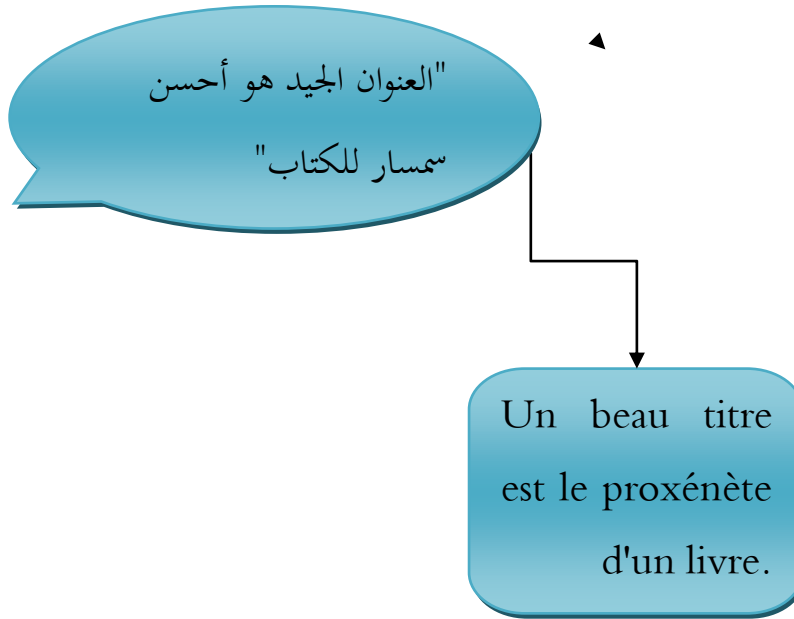 "العنوان الجيد هو أحسن
سمسار للكتاب"
Un beau titre
est le proxénète
d'un livre.